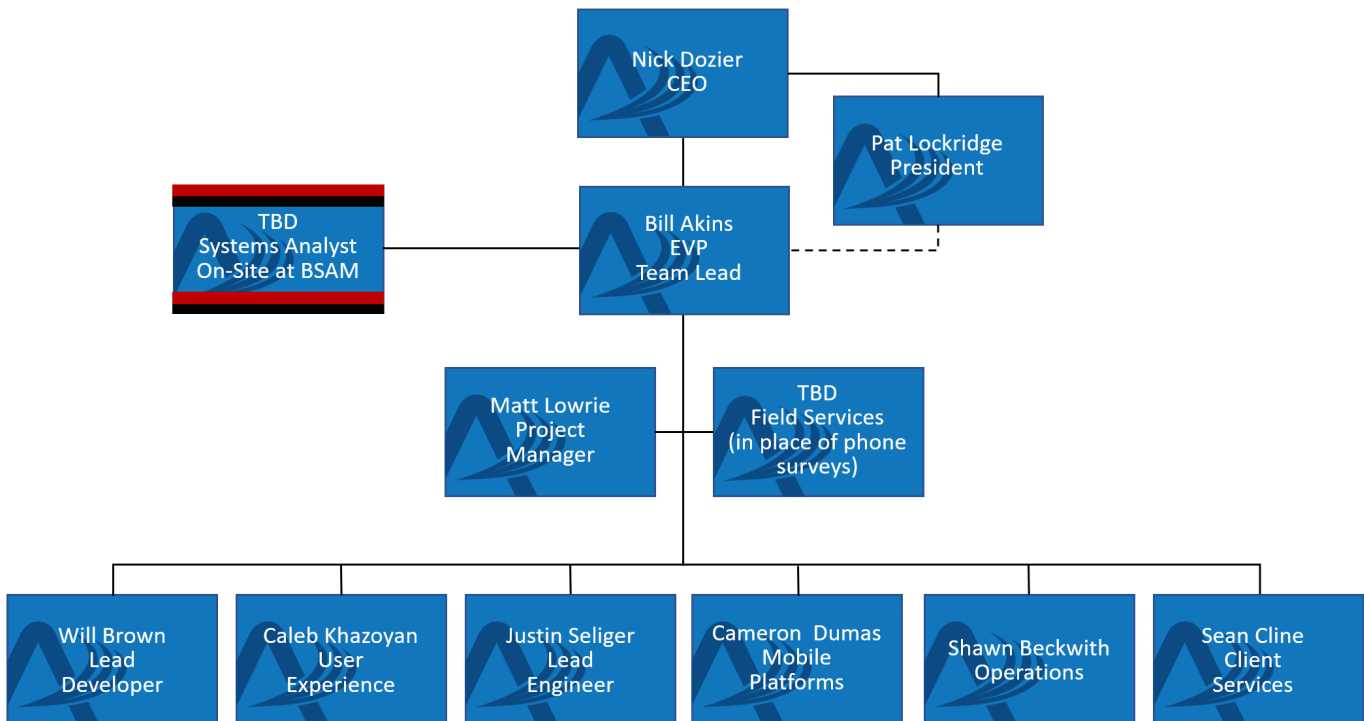 Nick Dozier
CEO
Pat Lockridge
President
TBD
Systems Analyst
On-Site at BSAM
Bill Akins
EVP
Team Lead
Matt Lowrie
Project
Manager
TBD
Field Services
(in place of phone
surveys)
Will Brown
Lead
Developer
Caleb Khazoyan
User
Experience
Justin Seliger
Lead
Engineer
Cameron  Dumas
Mobile
Platforms
Shawn Beckwith
Operations
Sean Cline
Client
Services